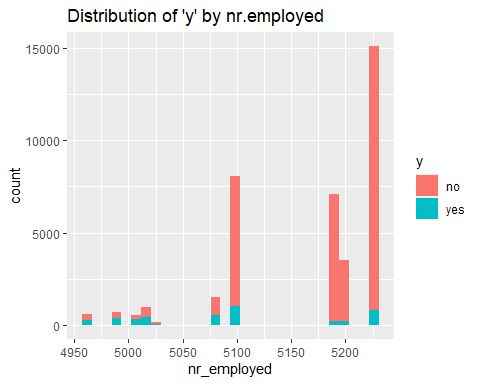 Distribution of 'y' by nr.employed
15000
10000
5000
0
count
4950
5000
5050
5100
5150
5200
nr_employed
y
no
yes